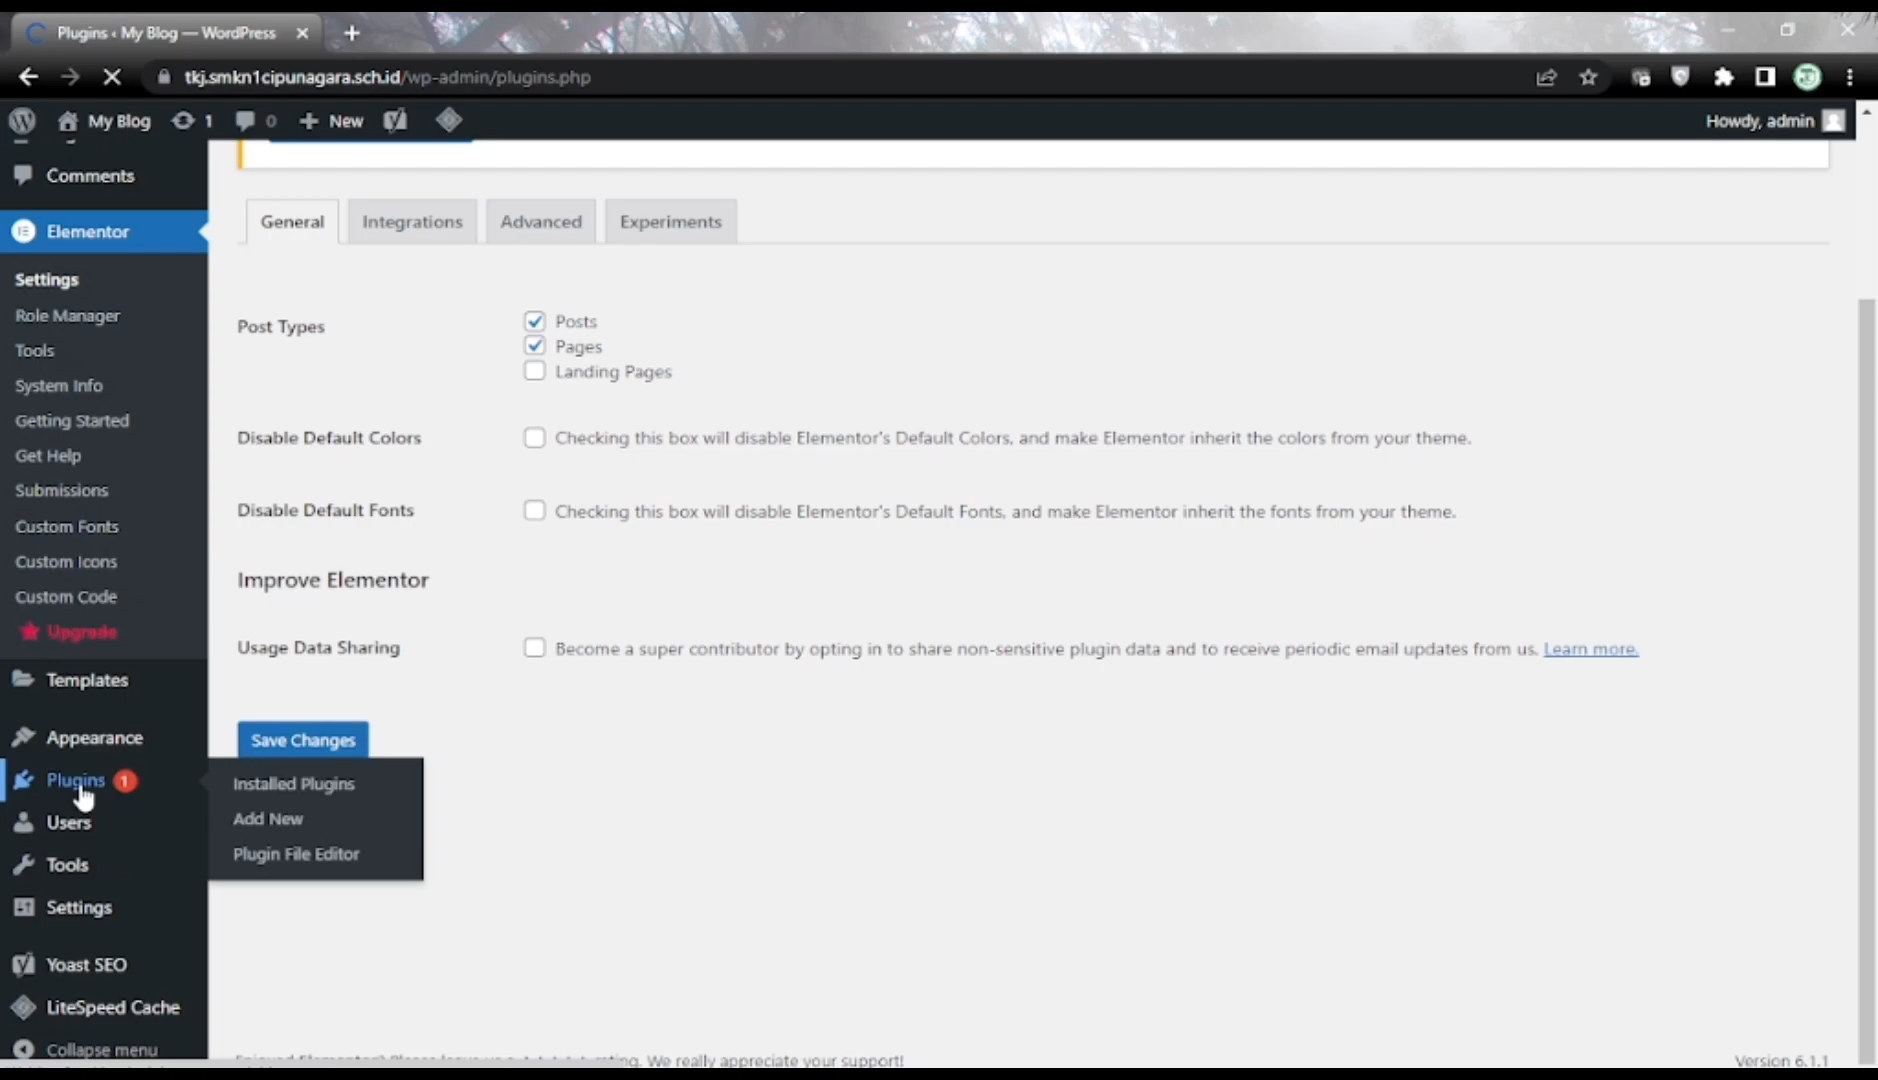 Plugins ‹ My Blog — WordPress
tkj.smkn1cipunagara.sch.id/wp-admin/plugins.php
My Blog 1 0 New
Howdy, admin
Comments
Elementor
Settings
Role Manager
Tools
System Info
Getting Started
Get Help
Submissions
Custom Fonts
Custom Icons
Custom Code
Upgrade
Templates
Appearance
Plugins 1
Users
Tools
Settings
Yoast SEO
LiteSpeed Cache
Collapse menu
Installed Plugins
Add New
Plugin File Editor
General Integrations Advanced Experiments
Post Types
Posts
Pages
Landing Pages
Disable Default Colors
Checking this box will disable Elementor's Default Colors, and make Elementor inherit the colors from your theme.
Disable Default Fonts
Checking this box will disable Elementor's Default Fonts, and make Elementor inherit the fonts from your theme.
Improve Elementor
Usage Data Sharing
Become a super contributor by opting in to share non-sensitive plugin data and to receive periodic email updates from us. Learn more.
Save Changes
We really appreciate your support!
Version 6.1.1